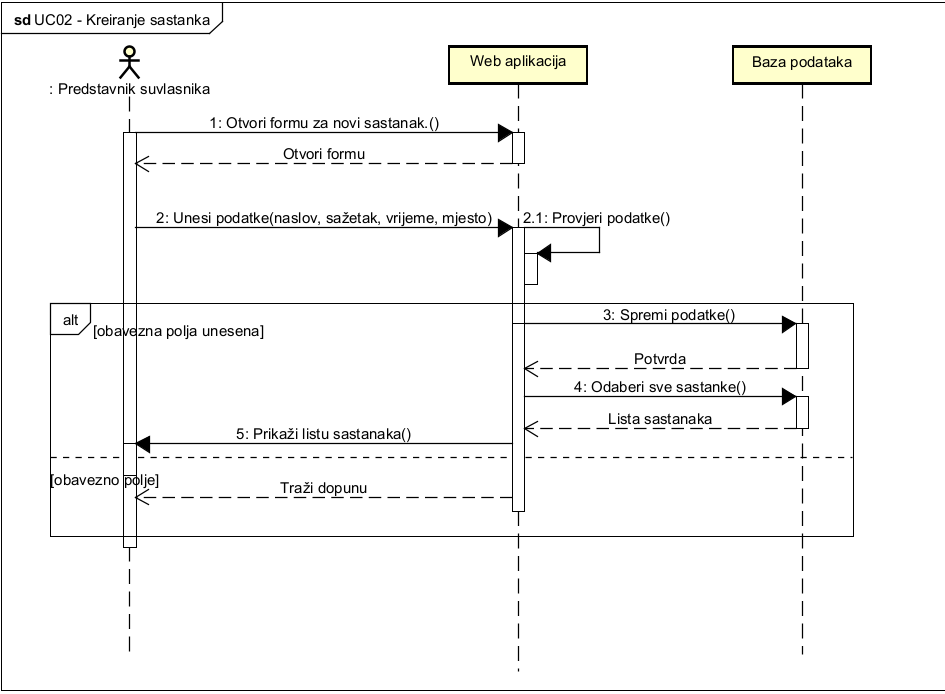 sd UC02 - Kreiranje sastanka
: Predstavnik suvlasnika
Web aplikacija
Baza podataka
1: Otvori formu za novi sastanak.()
Otvori formu
2: Unesi podatke(naslov, sažetak, vrijeme, mjesto)
2.1: Provjeri podatke()
alt
[obavezna polja unesena]
3: Spremi podatke()
Potvrda
4: Odaberi sve sastanke()
Lista sastanaka
5: Prikaži listu sastanaka()
[obavezno polje]
Traži dopunu